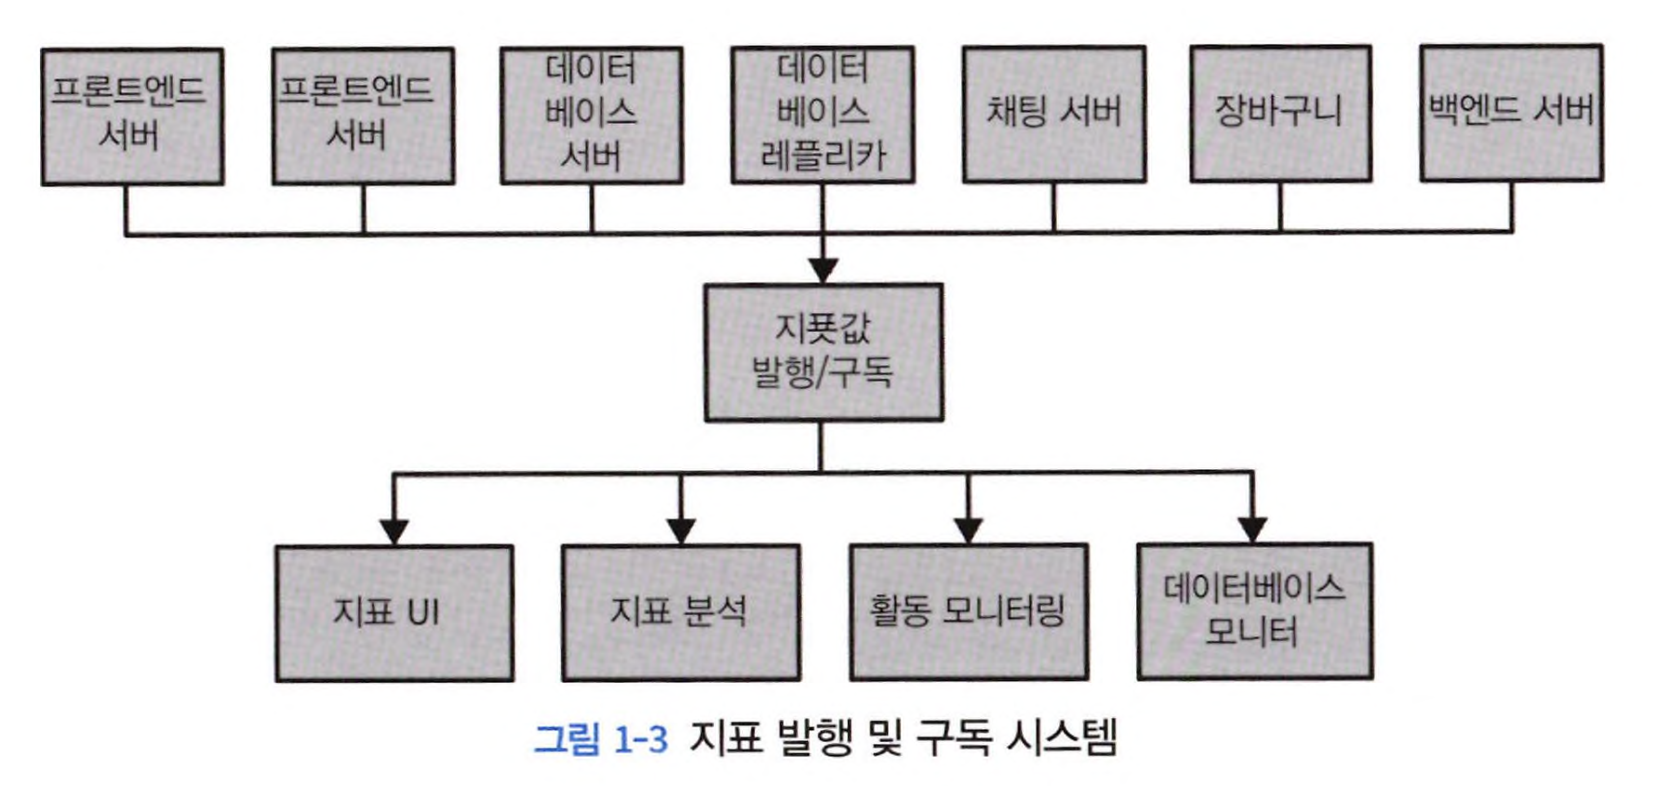 프론트엔드
서버
프론트엔드
서버
데이터
베이스
서버
데이터
베이스
레플리카
채팅 서버
장바구니
백엔드 서버
지푯값
발행/구독
지표 UI
지표 분석
활동 모니터링
데이터베이스
모니터
그림 1-3 지표 발행 및 구독 시스템